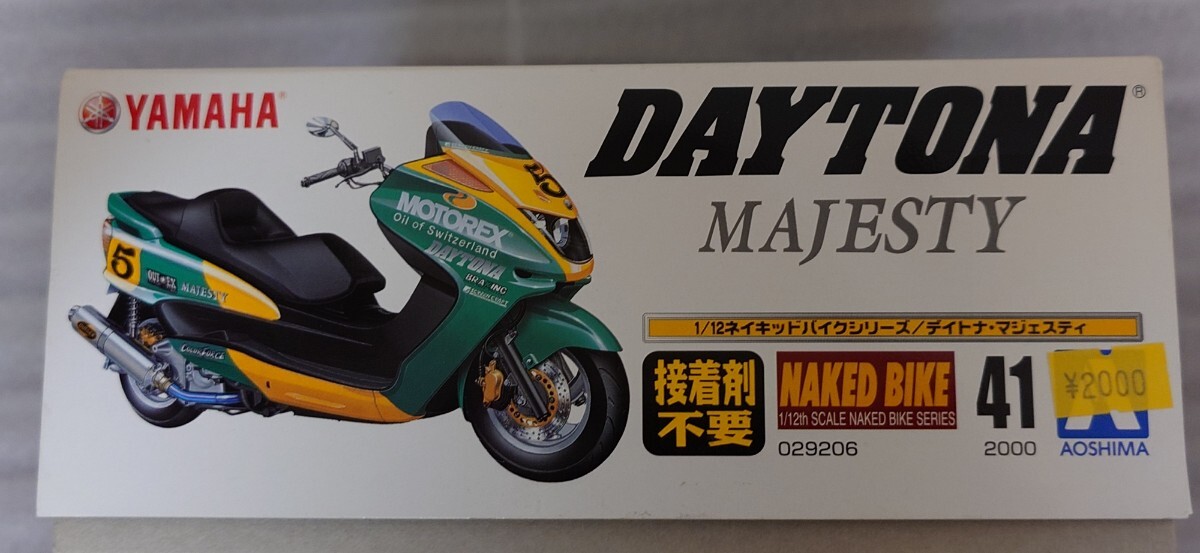 YAMAHA
DAYTONA®
MAJESTY
5
MOTOREX
Oil of Switzerland
DAYTONA
5
OUT★EX
MAJESTY
1/12ネイキッドバイクシリーズ/デイトナ・マジェスティ
接着剤
不要
NAKED BIKE
1/12th SCALE NAKED BIKE SERIES
029206
41
2000
¥2000
AOSHIMA